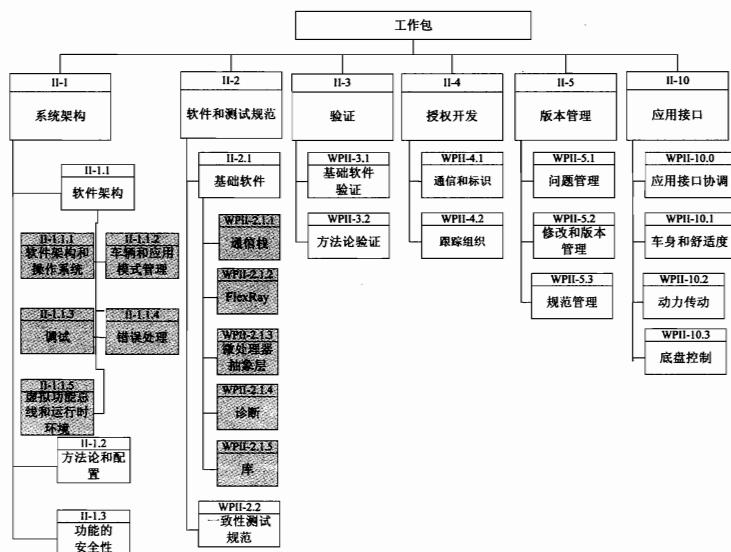 工作包
II-1
系统架构
II-2
软件和测试规范
II-3
验证
II-4
授权开发
II-5
版本管理
II-10
应用接口
II-1.1
软件架构
II-1.1.1
软件架构和
操作系统
II-1.1.2
车辆和应用
模式管理
II-1.1.3
调试
II-1.1.4
错误处理
II-1.1.5
虚拟功能总
线和运行时
环境
II-1.2
方法论和配
置
II-1.3
功能的
安全性
II-2.1
基础软件
WPII-2.1.1
通信栈
WPII-2.1.2
FlexRay
WPII-2.1.3
微处理器
抽象层
WPII-2.1.4
诊断
WPII-2.1.5
库
WPII-2.2
一致性测试
规范
WPII-3.1
基础软件
验证
WPII-3.2
方法论验证
WPII-4.1
通信和标识
WPII-4.2
跟踪组织
WPII-5.1
问题管理
WPII-5.2
修改和版本
管理
WPII-5.3
规范管理
WPII-10.0
应用接口协调
WPII-10.1
车身和舒适度
WPII-10.2
动力传动
WPII-10.3
底盘控制